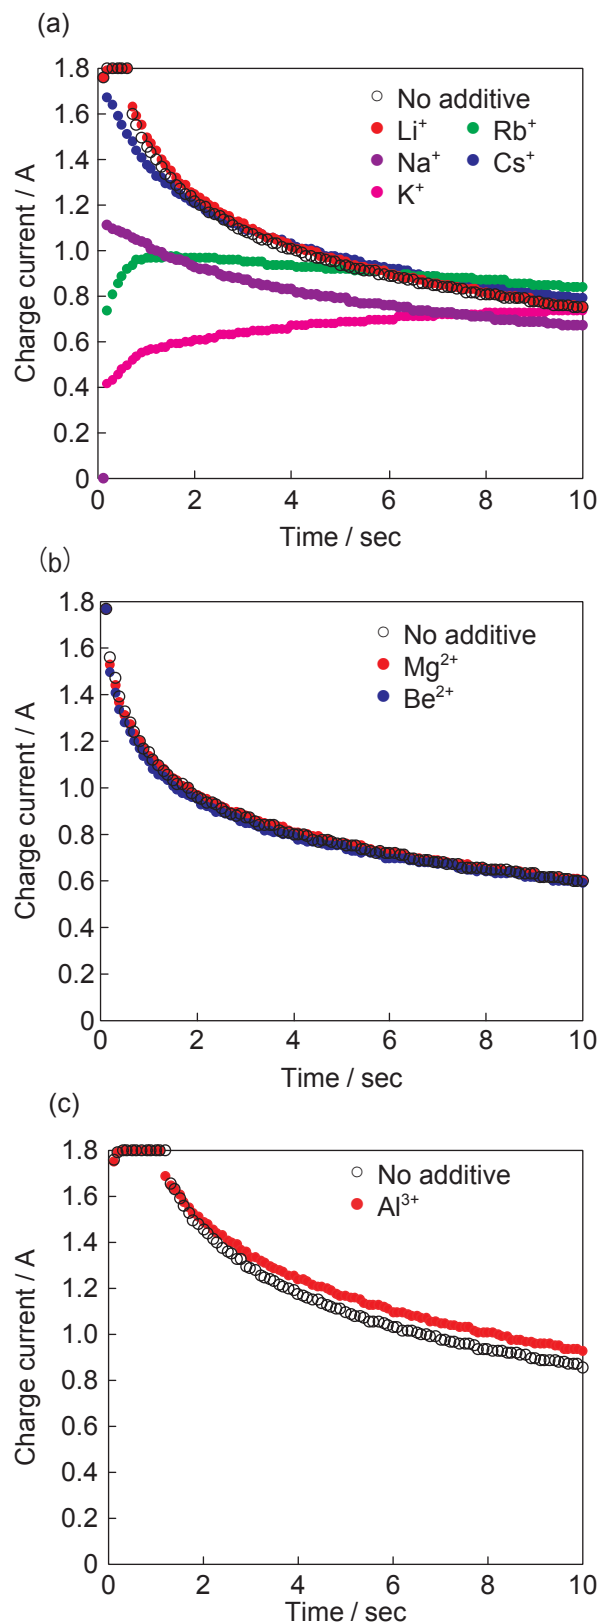 (a)
1.8
1.6
1.4
1.2
1.0
0.8
0.6
0.4
0.2
0
Charge current / A
No additive
Li⁺ Rb⁺
Na⁺ Cs⁺
K⁺
0 2 4 6 8 10
Time / sec
(b)
1.8
1.6
1.4
1.2
1.0
0.8
0.6
0.4
0.2
0
Charge current / A
No additive
Mg²⁺
Be²⁺
0 2 4 6 8 10
Time / sec
(c)
1.8
1.6
1.4
1.2
1.0
0.8
0.6
0.4
0.2
0
Charge current / A
No additive
Al³⁺
0 2 4 6 8 10
Time / sec